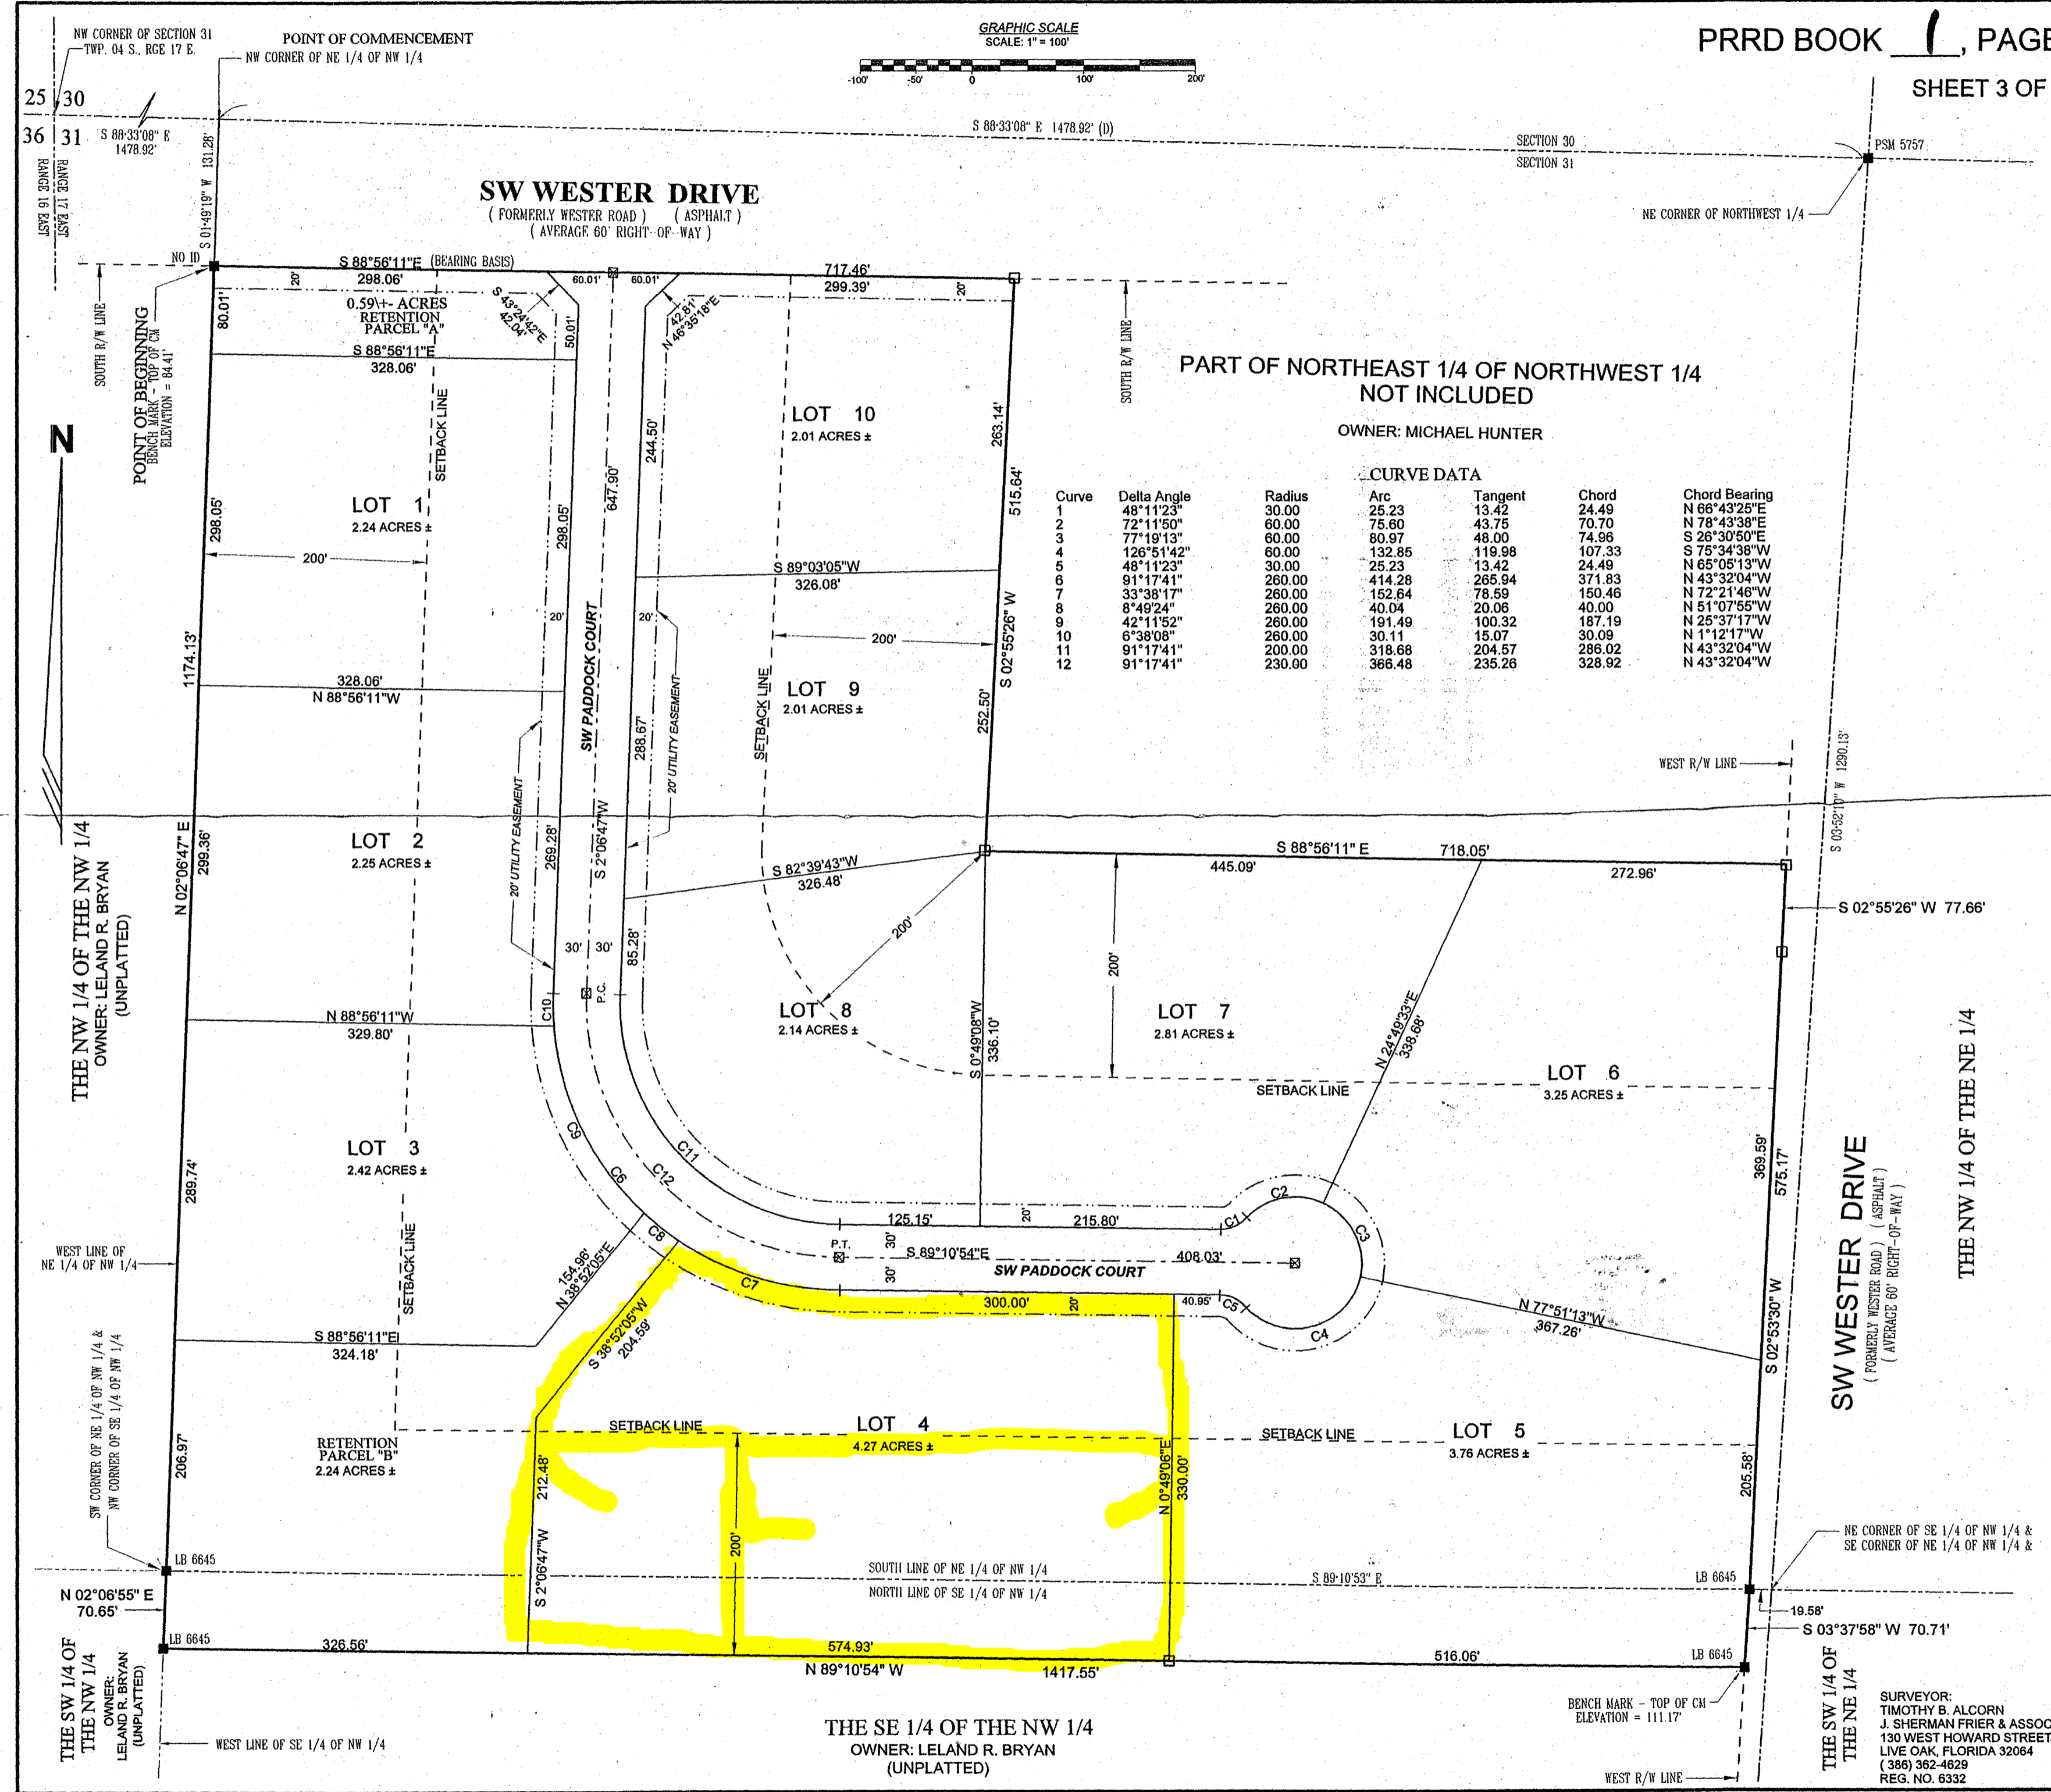 NW CORNER OF SECTION 31
TWP. 04 S., RGE 17 E.
POINT OF COMMENCEMENT
NW CORNER OF NE 1/4 OF NW 1/4
GRAPHIC SCALE
SCALE: 1" = 100'
-100' -50' 0 100' 200'
PRRD BOOK 1, PAGE
SHEET 3 OF
25 30
36 31
RANGE 16 EAST
RANGE 17 EAST
S 88·33'08" E
1478.92'
S 01·49'19" W 131.28'
S 88·33'08" E 1478.92' (D)
SECTION 30
SECTION 31
PSM 5757
NE CORNER OF NORTHWEST 1/4
SW WESTER DRIVE
( FORMERLY WESTER ROAD ) ( ASPHALT )
( AVERAGE 60' RIGHT-OF-WAY )
NO ID
S 88°56'11"E (BEARING BASIS)
298.06'
60.01' 60.01'
717.46'
299.39'
20'
20'
SOUTH R/W LINE
POINT OF BEGINNING
BENCH MARK - TOP OF CM
ELEVATION = 84.41'
80.01'
0.59\+- ACRES
RETENTION
PARCEL "A"
S 43°24'42"E
42.04'
50.01'
42.81'
N 46°35'18"E
S 88°56'11"E
328.06'
SETBACK LINE
SOUTH R/W LINE
N
LOT 1
2.24 ACRES ±
298.05'
200'
298.05'
244.50'
647.90'
LOT 10
2.01 ACRES ±
263.14'
515.64'
S 89°03'05"W
326.08'
PART OF NORTHEAST 1/4 OF NORTHWEST 1/4
NOT INCLUDED
OWNER: MICHAEL HUNTER
CURVE DATA
Curve Delta Angle Radius Arc Tangent Chord Chord Bearing
1 48°11'23" 30.00 25.23 13.42 24.49 N 66°43'25"E
2 72°11'50" 60.00 75.60 43.75 70.70 N 78°43'38"E
3 77°19'13" 60.00 80.97 48.00 74.96 S 26°30'50"E
4 126°51'42" 60.00 132.85 119.98 107.33 S 75°34'38"W
5 48°11'23" 30.00 25.23 13.42 24.49 N 65°05'13"W
6 91°17'41" 260.00 414.28 265.94 371.83 N 43°32'04"W
7 33°38'17" 260.00 152.64 78.59 150.46 N 72°21'46"W
8 8°49'24" 260.00 40.04 20.06 40.00 N 51°07'55"W
9 42°11'52" 260.00 191.49 100.32 187.19 N 25°37'17"W
10 6°38'08" 260.00 30.11 15.07 30.09 N 1°12'17"W
11 91°17'41" 200.00 318.68 204.57 286.02 N 43°32'04"W
12 91°17'41" 230.00 366.48 235.26 328.92 N 43°32'04"W
1174.13'
328.06'
N 88°56'11"W
20'
SW PADDOCK COURT
20'
200'
S 02°55'26" W
SETBACK LINE
LOT 9
2.01 ACRES ±
252.50'
288.67'
20' UTILITY EASEMENT
WEST R/W LINE
S 03·52'10" W 1290.13'
THE NW 1/4 OF THE NW 1/4
OWNER: LELAND R. BRYAN
(UNPLATTED)
N 02°06'47" E
299.36'
LOT 2
2.25 ACRES ±
20' UTILITY EASEMENT
269.28'
S 2°06'47"W
S 82°39'43"W
326.48'
S 88°56'11" E 718.05'
445.09'
272.96'
S 02°55'26" W 77.66'
30' 30'
85.28'
200'
200'
C10
P.C.
N 88°56'11"W
329.80'
LOT 8
2.14 ACRES ±
S 0°49'08"W
336.10'
LOT 7
2.81 ACRES ±
N 24°49'33"E
338.68'
SETBACK LINE
LOT 6
3.25 ACRES ±
THE NW 1/4 OF THE NE 1/4
LOT 3
2.42 ACRES ±
289.74'
C9
C6
C11
C12
C8
369.59'
575.17'
SW WESTER DRIVE
( FORMERLY WESTER ROAD ) ( ASPHALT )
( AVERAGE 60' RIGHT-OF-WAY )
C2
C1
C3
125.15'
20'
215.80'
WEST LINE OF
NE 1/4 OF NW 1/4
SETBACK LINE
154.96'
N 38°52'05"E
P.T.
30'
S 89°10'54"E
408.03'
SW PADDOCK COURT
30'
C7
300.00'
20'
40.95'
C5
C4
N 77°51'13"W
367.26'
S 02°53'30" W
S 88°56'11"E
324.18'
S 38°52'05"W
204.59'
SW CORNER OF NE 1/4 OF NW 1/4 &
NW CORNER OF SE 1/4 OF NW 1/4
206.97'
RETENTION
PARCEL "B"
2.24 ACRES ±
SETBACK LINE
LOT 4
4.27 ACRES ±
212.48'
S 2°06'47"W
200'
N 0°49'06"E
330.00'
SETBACK LINE
LOT 5
3.76 ACRES ±
205.58'
NE CORNER OF SE 1/4 OF NW 1/4 &
SE CORNER OF NE 1/4 OF NW 1/4 &
LB 6645
SOUTH LINE OF NE 1/4 OF NW 1/4
NORTH LINE OF SE 1/4 OF NW 1/4
S 89·10'53" E
LB 6645
19.58'
S 03°37'58" W 70.71'
N 02°06'55" E
70.65'
LB 6645
326.56'
574.93'
N 89°10'54" W
1417.55'
516.06'
LB 6645
THE SW 1/4 OF
THE NW 1/4
OWNER:
LELAND R. BRYAN
(UNPLATTED)
WEST LINE OF SE 1/4 OF NW 1/4
THE SE 1/4 OF THE NW 1/4
OWNER: LELAND R. BRYAN
(UNPLATTED)
BENCH MARK - TOP OF CM
ELEVATION = 111.17'
WEST R/W LINE
THE SW 1/4 OF
THE NE 1/4
SURVEYOR:
TIMOTHY B. ALCORN
J. SHERMAN FRIER & ASSOC
130 WEST HOWARD STREET
LIVE OAK, FLORIDA 32064
( 386) 362-4629
REG. NO. 6332